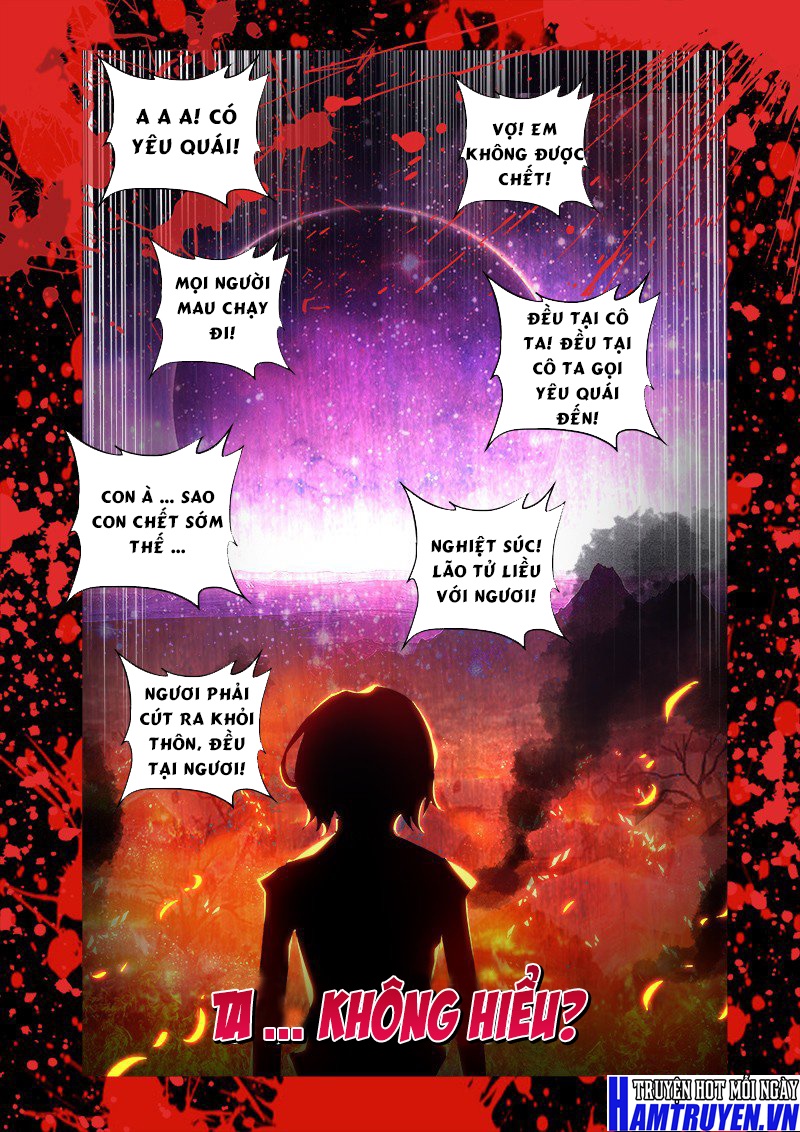 A A A! CÓ
YÊU QUÁI!
VỢ! EM
KHÔNG ĐƯỢC
CHẾT!
MỌI NGƯỜI
MAU CHẠY
ĐI!
ĐỀU TẠI CÔ
TA! ĐỀU TẠI
CÔ TA GỌI
YÊU QUÁI
ĐẾN!
CON À ... SAO
CON CHẾT SỚM
THẾ ...
NGHIỆT SÚC!
LÃO TỬ LIỀU
VỚI NGƯƠI!
NGƯƠI PHẢI
CÚT RA KHỎI
THÔN, ĐỀU
TẠI NGƯƠI!
TA ... KHÔNG HIỂU?
TRUYỆN HOT MỖI NGÀY
HAMTRUYEN.VN